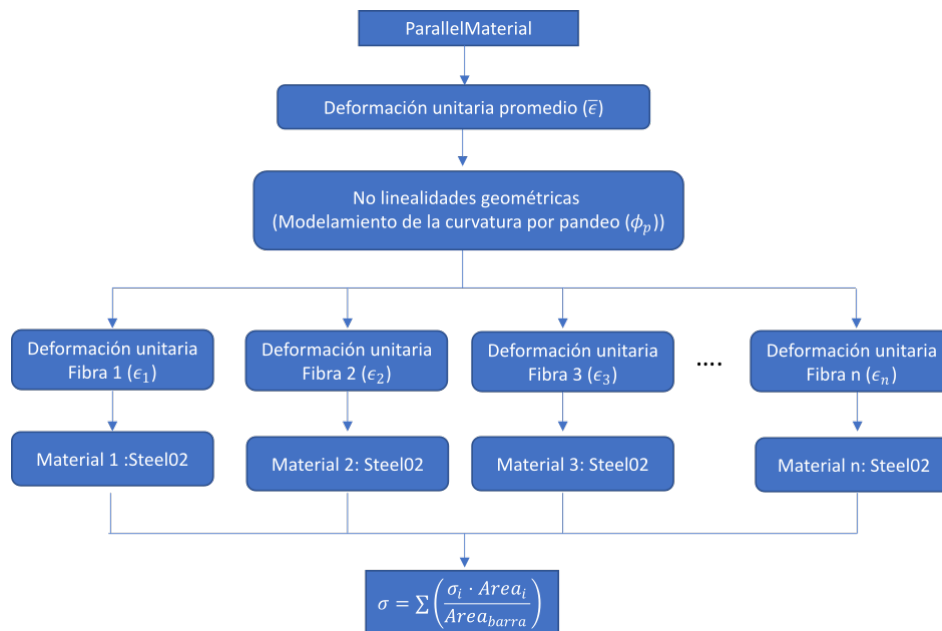 ParallelMaterial
Deformación unitaria promedio (ε̅)
No linealidades geométricas
(Modelamiento de la curvatura por pandeo (ϕₚ))
Deformación unitaria
Fibra 1 (ϵ₁)
Deformación unitaria
Fibra 2 (ϵ₂)
Deformación unitaria
Fibra 3 (ϵ₃)
....
Deformación unitaria
Fibra n (ϵₙ)
Material 1 :Steel02
Material 2: Steel02
Material 3: Steel02
Material n: Steel02
σ = ∑ (σᵢ · Areaᵢ / Area_barra)